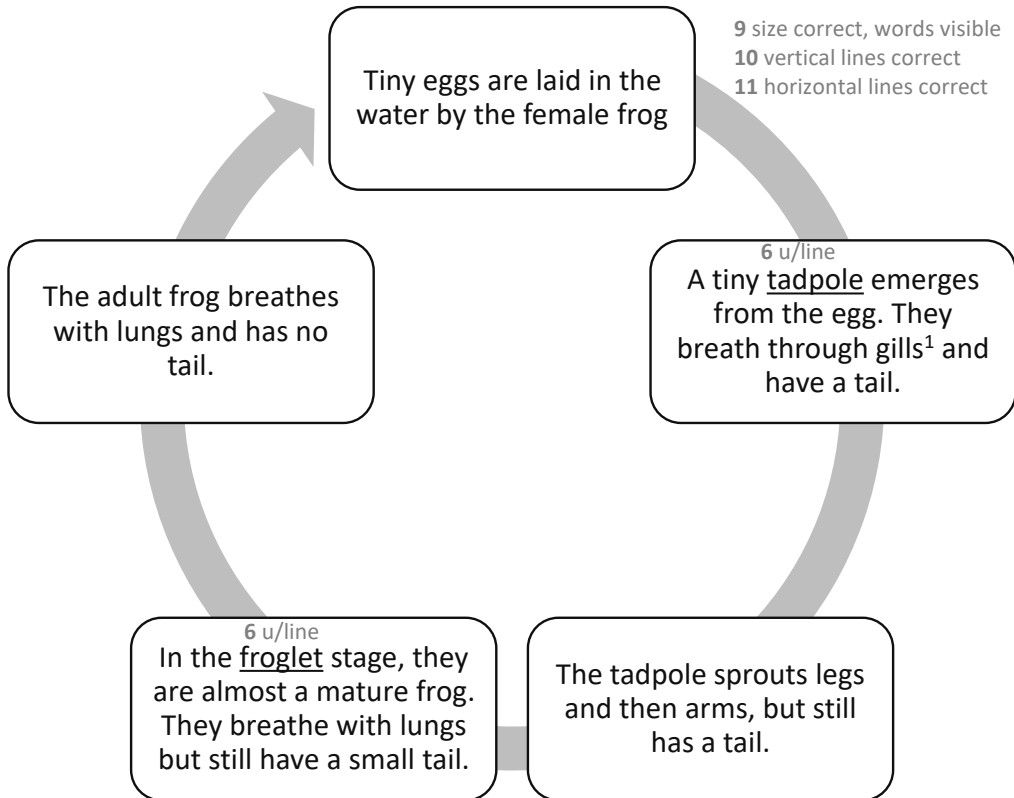 9 size correct, words visible
10 vertical lines correct
11 horizontal lines correct
Tiny eggs are laid in the
water by the female frog
6 u/line
A tiny tadpole emerges
from the egg. They
breath through gills¹ and
have a tail.
The tadpole sprouts legs
and then arms, but still
has a tail.
6 u/line
In the froglet stage, they
are almost a mature frog.
They breathe with lungs
but still have a small tail.
The adult frog breathes
with lungs and has no
tail.